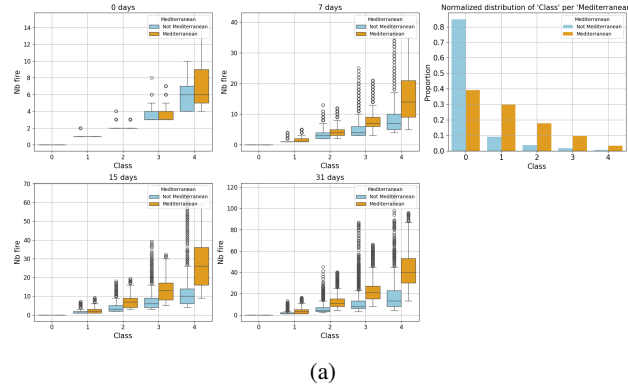 0 days
Nb fire
14
12
10
8
6
4
2
0
Mediterranean
Not Mediterranean
Mediterranean
0 1 2 3 4
Class
7 days
Nb fire
40
30
20
10
0
Mediterranean
Not Mediterranean
Mediterranean
0 1 2 3 4
Class
Normalized distribution of 'Class' per 'Mediterranean'
Proportion
0.8
0.7
0.6
0.5
0.4
0.3
0.2
0.1
0.0
Mediterranean
Not Mediterranean
Mediterranean
0 1 2 3 4
Class
15 days
Nb fire
70
60
50
40
30
20
10
0
Mediterranean
Not Mediterranean
Mediterranean
0 1 2 3 4
Class
31 days
Nb fire
120
100
80
60
40
20
0
Mediterranean
Not Mediterranean
Mediterranean
0 1 2 3 4
Class
(a)